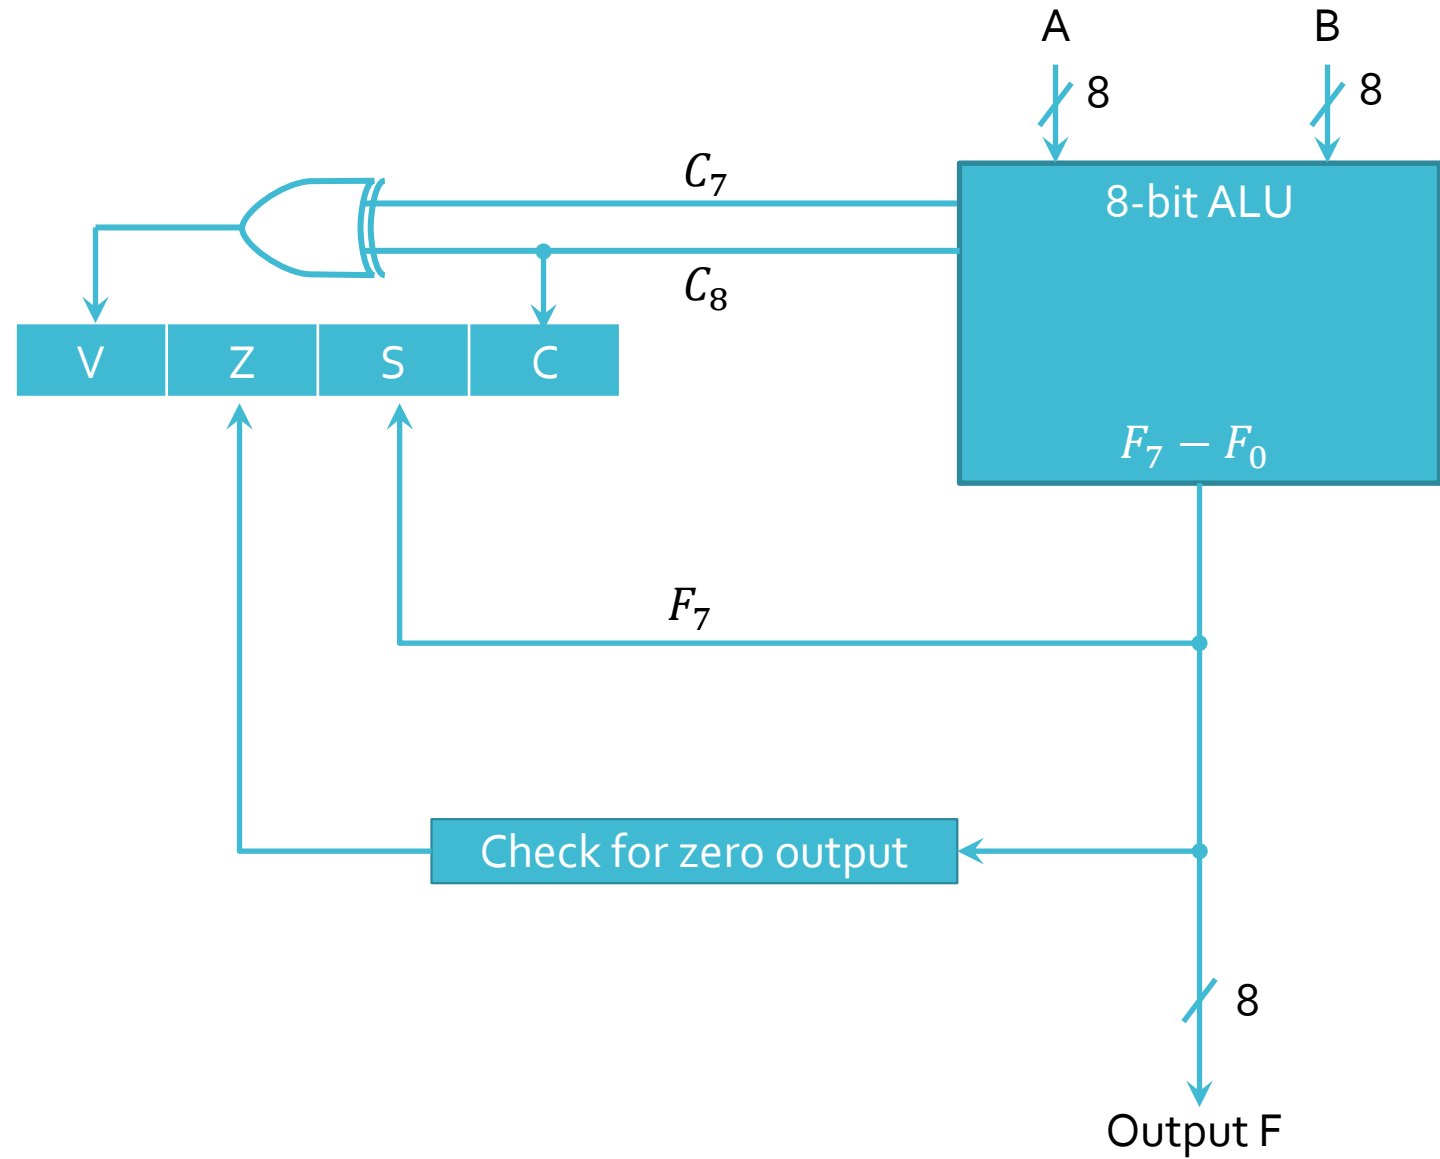 A B
8 8
C₇
8-bit ALU
C₈
V Z S C
F₇ − F₀
F₇
Check for zero output
8
Output F